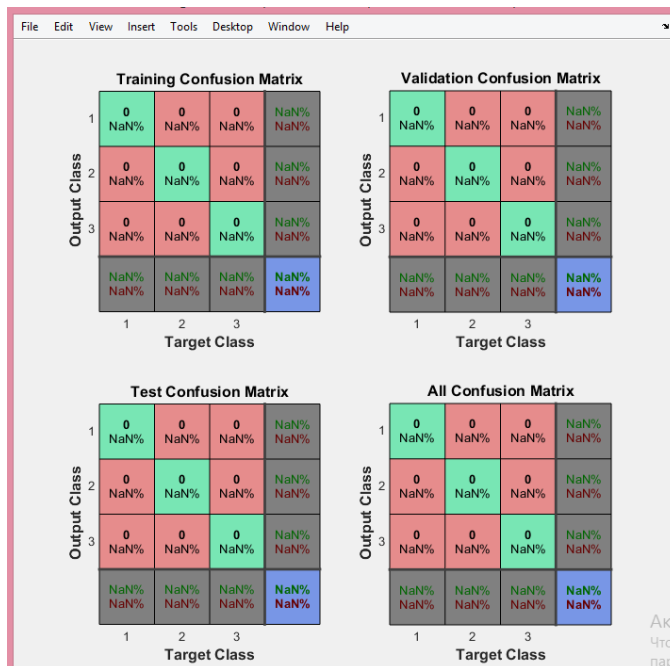 File Edit View Insert Tools Desktop Window Help
Training Confusion Matrix
Output Class
1 0 0 0 NaN%
NaN% NaN% NaN% NaN%
2 0 0 0 NaN%
NaN% NaN% NaN% NaN%
3 0 0 0 NaN%
NaN% NaN% NaN% NaN%
NaN% NaN% NaN% NaN%
NaN% NaN% NaN% NaN%
1 2 3
Target Class
Validation Confusion Matrix
Output Class
1 0 0 0 NaN%
NaN% NaN% NaN% NaN%
2 0 0 0 NaN%
NaN% NaN% NaN% NaN%
3 0 0 0 NaN%
NaN% NaN% NaN% NaN%
NaN% NaN% NaN% NaN%
NaN% NaN% NaN% NaN%
1 2 3
Target Class
Test Confusion Matrix
Output Class
1 0 0 0 NaN%
NaN% NaN% NaN% NaN%
2 0 0 0 NaN%
NaN% NaN% NaN% NaN%
3 0 0 0 NaN%
NaN% NaN% NaN% NaN%
NaN% NaN% NaN% NaN%
NaN% NaN% NaN% NaN%
1 2 3
Target Class
All Confusion Matrix
Output Class
1 0 0 0 NaN%
NaN% NaN% NaN% NaN%
2 0 0 0 NaN%
NaN% NaN% NaN% NaN%
3 0 0 0 NaN%
NaN% NaN% NaN% NaN%
NaN% NaN% NaN% NaN%
NaN% NaN% NaN% NaN%
1 2 3
Target Class